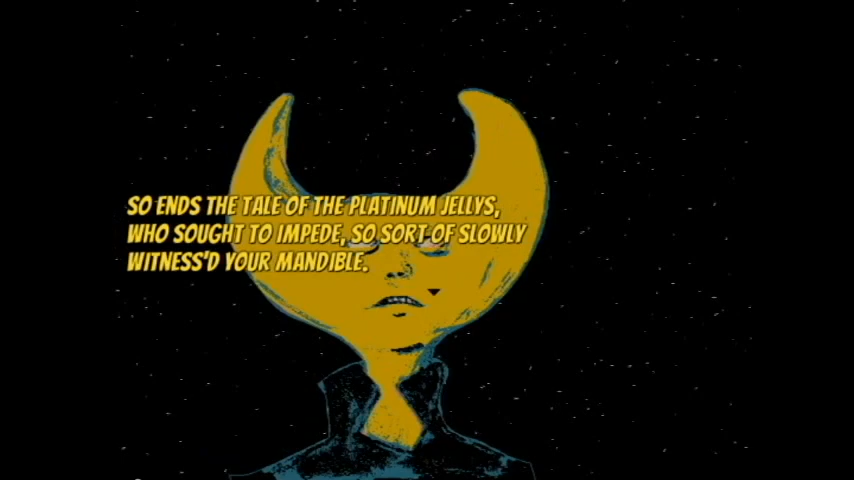 SO ENDS THE TALE OF THE PLATINUM JELLYS,
WHO SOUGHT TO IMPEDE, SO SORT OF SLOWLY
WITNESS'D YOUR MANDIBLE.